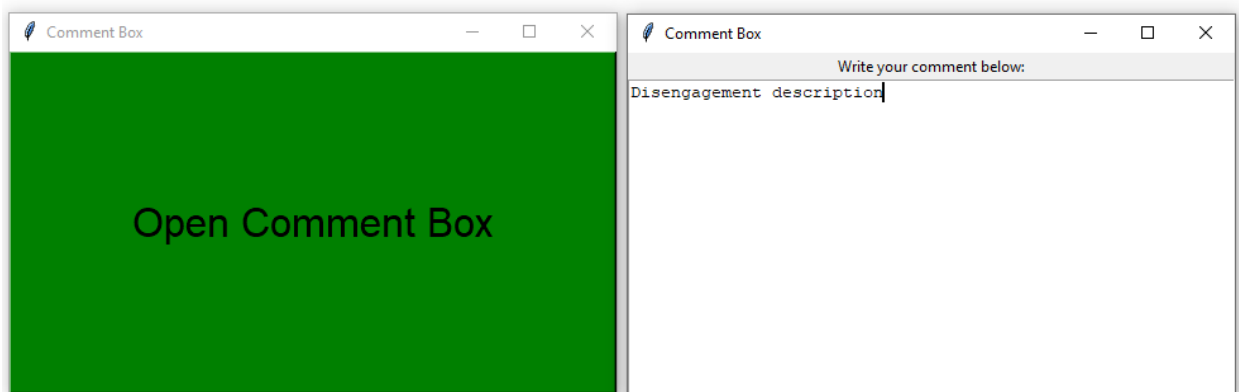 Comment Box
Open Comment Box
Comment Box
Write your comment below:
Disengagement description